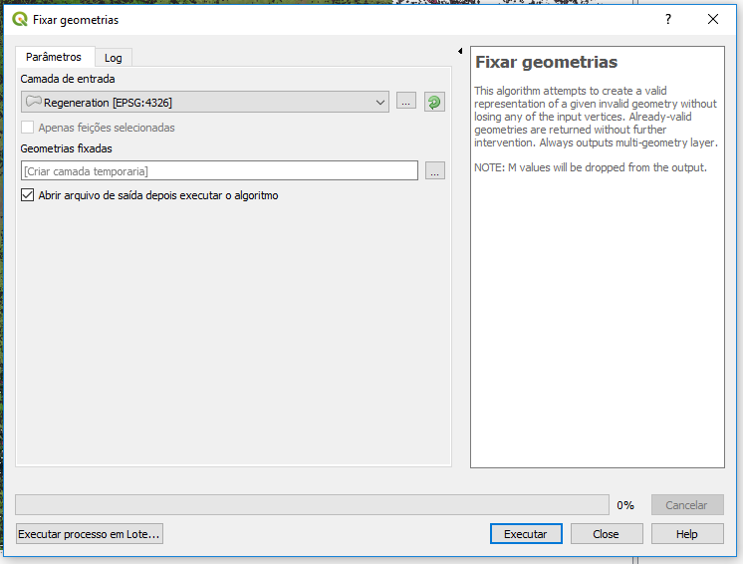 Fixar geometrias
Parâmetros
Log
Camada de entrada
Regeneration [EPSG:4326]
...
Apenas feições selecionadas
Geometrias fixadas
[Criar camada temporaria]
...
Abrir arquivo de saída depois executar o algoritmo
Fixar geometrias
This algorithm attempts to create a valid
representation of a given invalid geometry without
losing any of the input vertices. Already-valid
geometries are returned without further
intervention. Always outputs multi-geometry layer.
NOTE: M values will be dropped from the output.
0%
Cancelar
Executar processo em Lote...
Executar
Close
Help